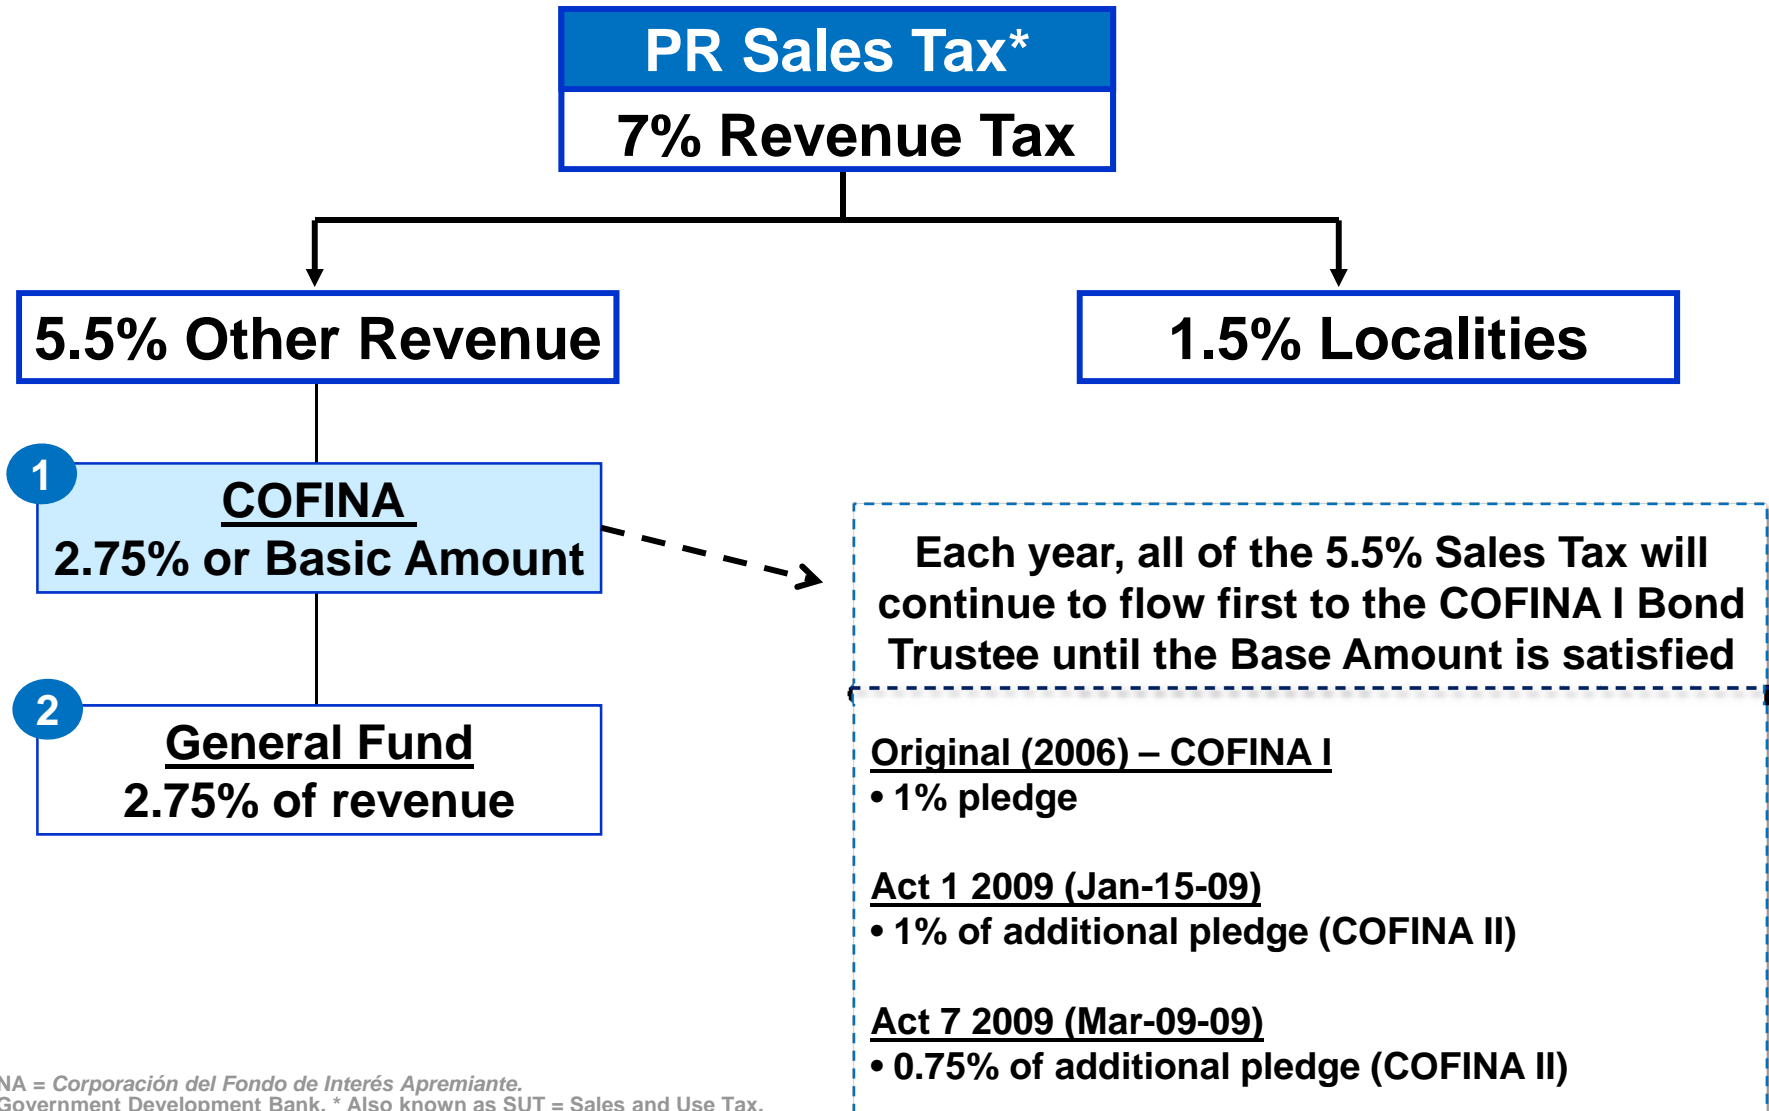 PR Sales Tax*
7% Revenue Tax
5.5% Other Revenue
1.5% Localities
1
COFINA
2.75% or Basic Amount
2
General Fund
2.75% of revenue
Each year, all of the 5.5% Sales Tax will
continue to flow first to the COFINA I Bond
Trustee until the Base Amount is satisfied
Original (2006) – COFINA I
• 1% pledge
Act 1 2009 (Jan-15-09)
• 1% of additional pledge (COFINA II)
Act 7 2009 (Mar-09-09)
• 0.75% of additional pledge (COFINA II)
NA = Corporación del Fondo de Interés Apremiante.
Government Development Bank. * Also known as SUT = Sales and Use Tax.